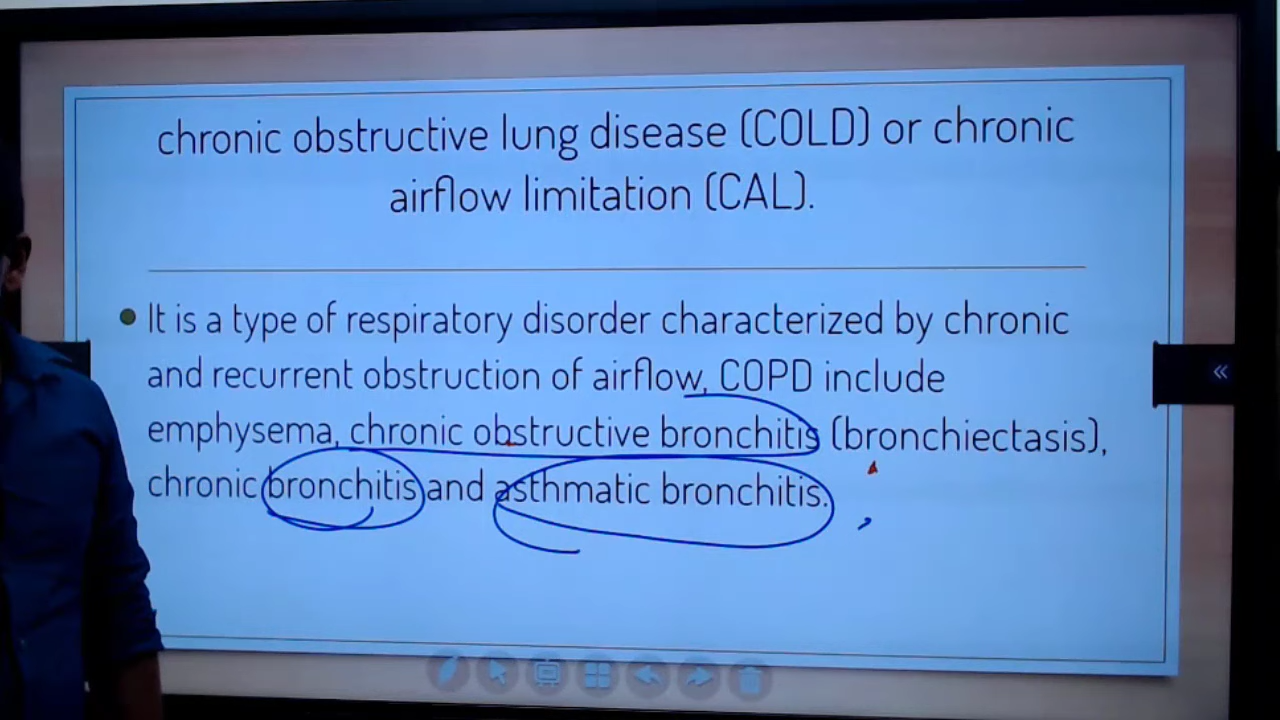 chronic obstructive lung disease (COLD) or chronic
airflow limitation (CAL).
It is a type of respiratory disorder characterized by chronic
and recurrent obstruction of airflow, COPD include
emphysema, chronic obstructive bronchitis (bronchiectasis),
chronic bronchitis and asthmatic bronchitis.